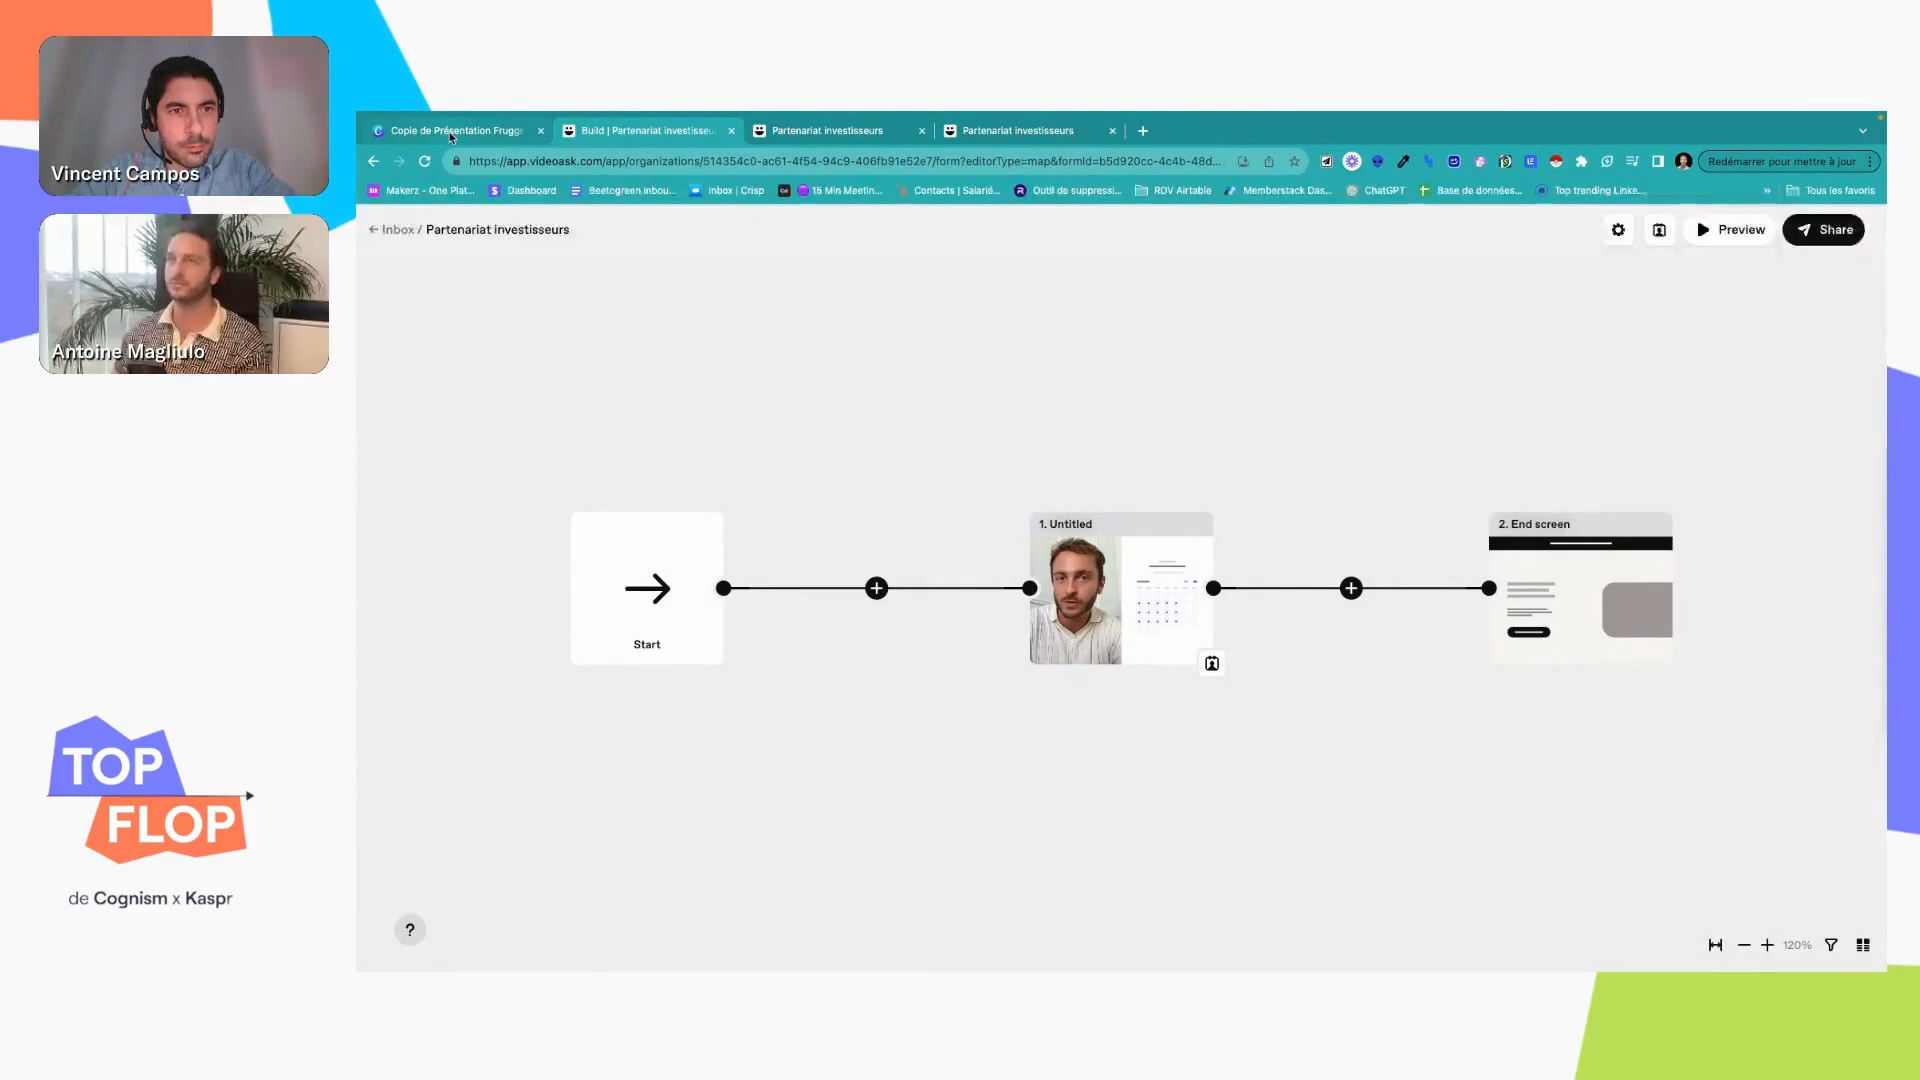 Vincent Campos
Antoine Magliulo
TOP
FLOP
de Cognism x Kaspr
Copie de Présentation Frugg
Build | Partenariat investisseu
Partenariat investisseurs
Partenariat investisseurs
https://app.videoask.com/app/organizations/514354c0-ac61-4f54-94c9-406fb91e52e7/form?editorType=map&formId=b5d920cc-4c4b-48d...
Redémarrer pour mettre à jour
Makerz - One Plat...
Dashboard
Beetogreen inbou...
Inbox | Crisp
15 Min Meetin...
Contacts | Salarié...
Outil de suppressi...
RDV Airtable
Memberstack Das...
ChatGPT
Base de données...
Top trending Linke...
»
Tous les favoris
← Inbox / Partenariat investisseurs
Preview
Share
Start
1. Untitled
2. End screen
?
120%